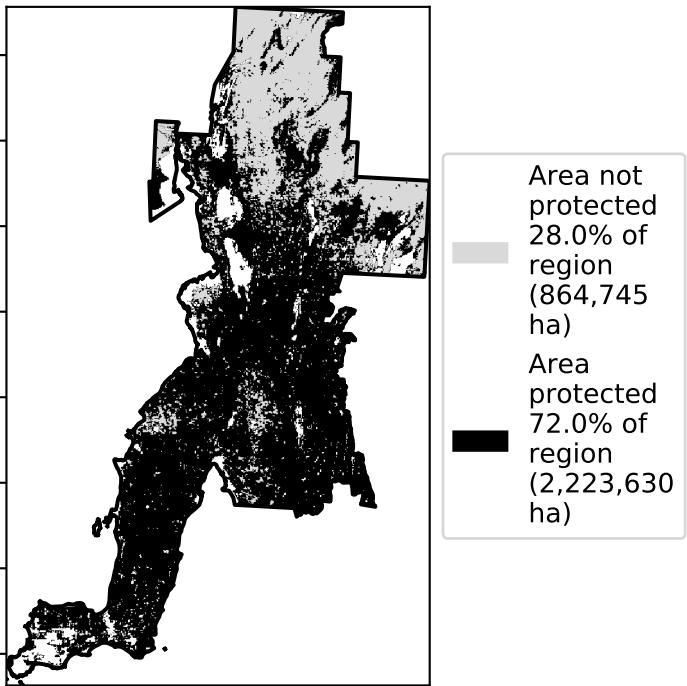 Area not
protected
28.0% of
region
(864,745
ha)
Area
protected
72.0% of
region
(2,223,630
ha)